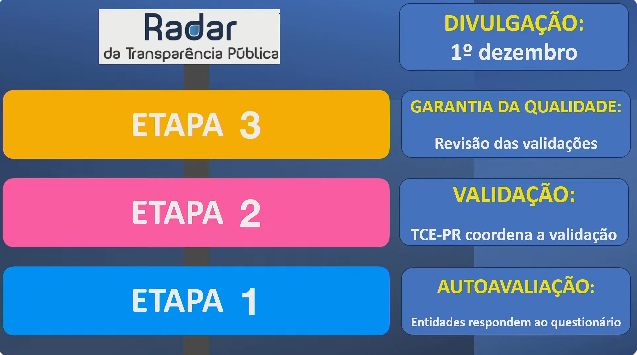 Radar
da Transparência Pública
DIVULGAÇÃO:
1º dezembro
ETAPA 3
GARANTIA DA QUALIDADE:
Revisão das validações
ETAPA 2
VALIDAÇÃO:
TCE-PR coordena a validação
ETAPA 1
AUTOAVALIAÇÃO:
Entidades respondem ao questionário